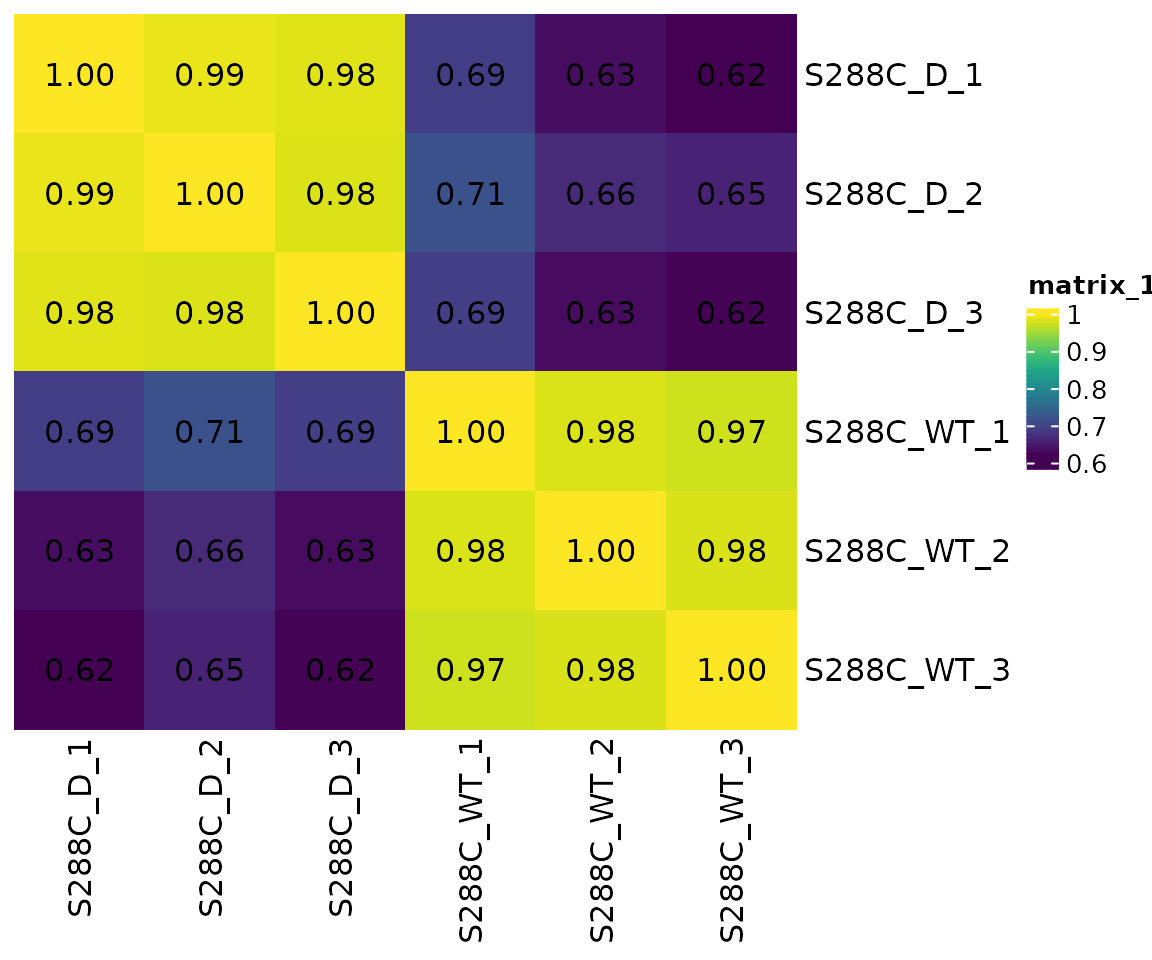 1.00 0.99 0.98 0.69 0.63 0.62 S288C_D_1
0.99 1.00 0.98 0.71 0.66 0.65 S288C_D_2
0.98 0.98 1.00 0.69 0.63 0.62 S288C_D_3
0.69 0.71 0.69 1.00 0.98 0.97 S288C_WT_1
0.63 0.66 0.63 0.98 1.00 0.98 S288C_WT_2
0.62 0.65 0.62 0.97 0.98 1.00 S288C_WT_3
S288C_D_1
S288C_D_2
S288C_D_3
S288C_WT_1
S288C_WT_2
S288C_WT_3
matrix_1
1
0.9
0.8
0.7
0.6